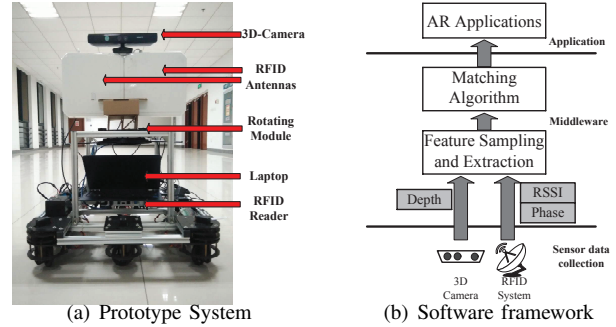 3D-Camera
RFID
Antennas
Rotating
Module
Laptop
RFID
Reader
(a) Prototype System
AR Applications
Application
Matching
Algorithm
Middleware
Feature Sampling
and Extraction
Depth
RSSI
Phase
Sensor data
collection
3D
Camera
RFID
System
(b) Software framework